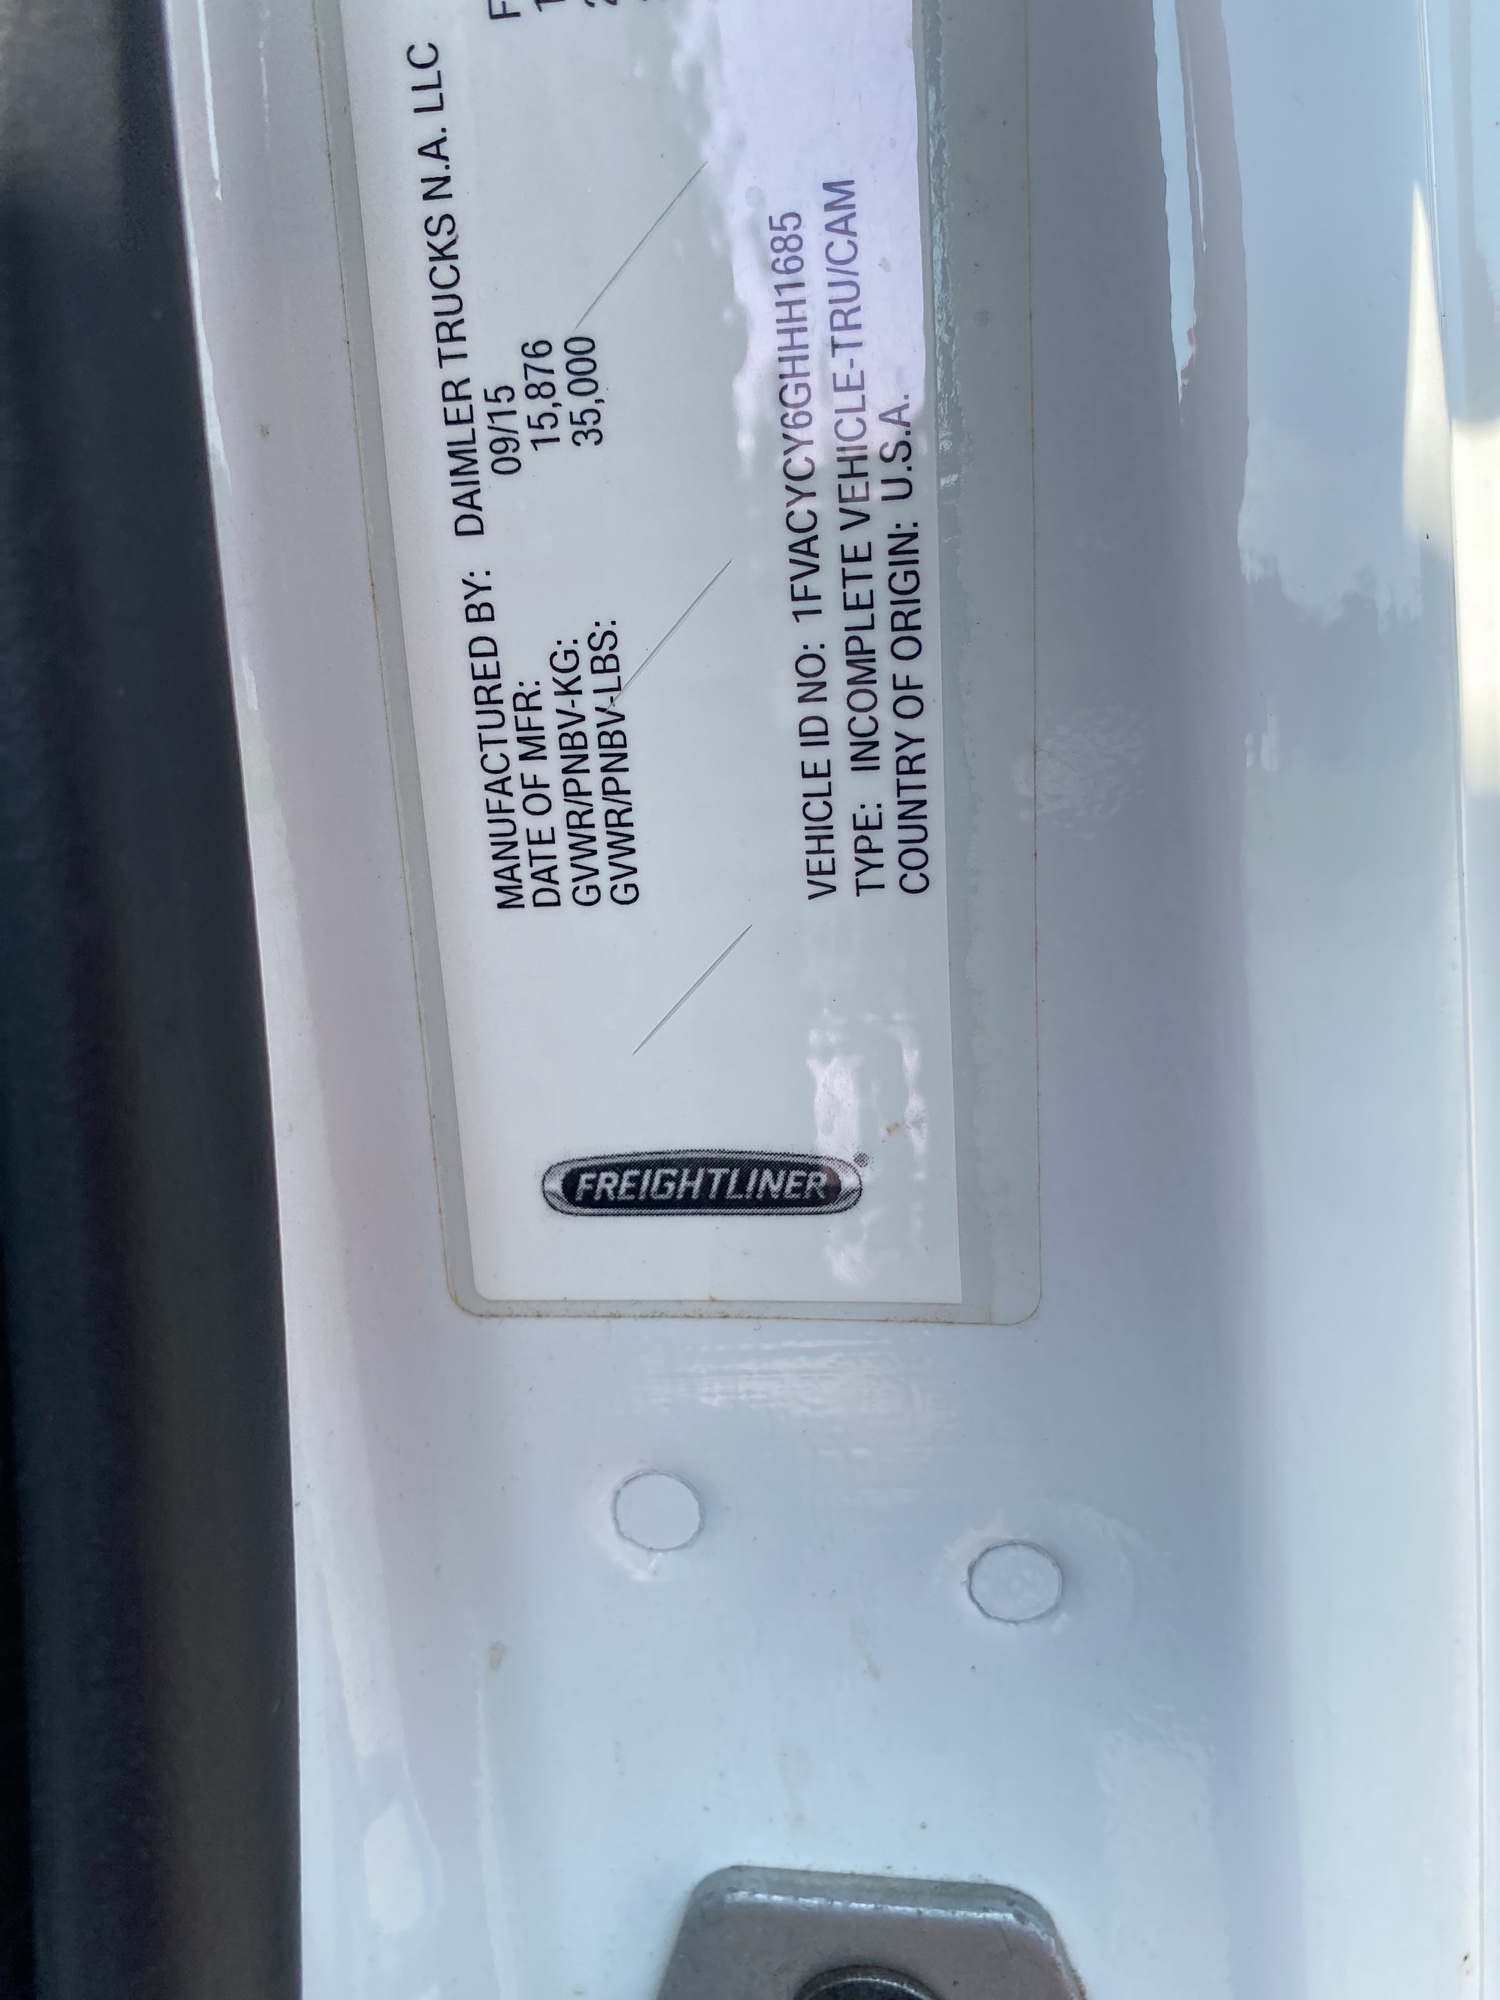 FREIGHTLINER
MANUFACTURED BY: DAIMLER TRUCKS N.A. LLC
DATE OF MFR: 09/15
GVWR/PNBV-KG: 15,876
GVWR/PNBV-LBS: 35,000
VEHICLE ID NO: 1FVACYCY6GHHH1685
TYPE: INCOMPLETE VEHICLE-TRU/CAM
COUNTRY OF ORIGIN: U.S.A.